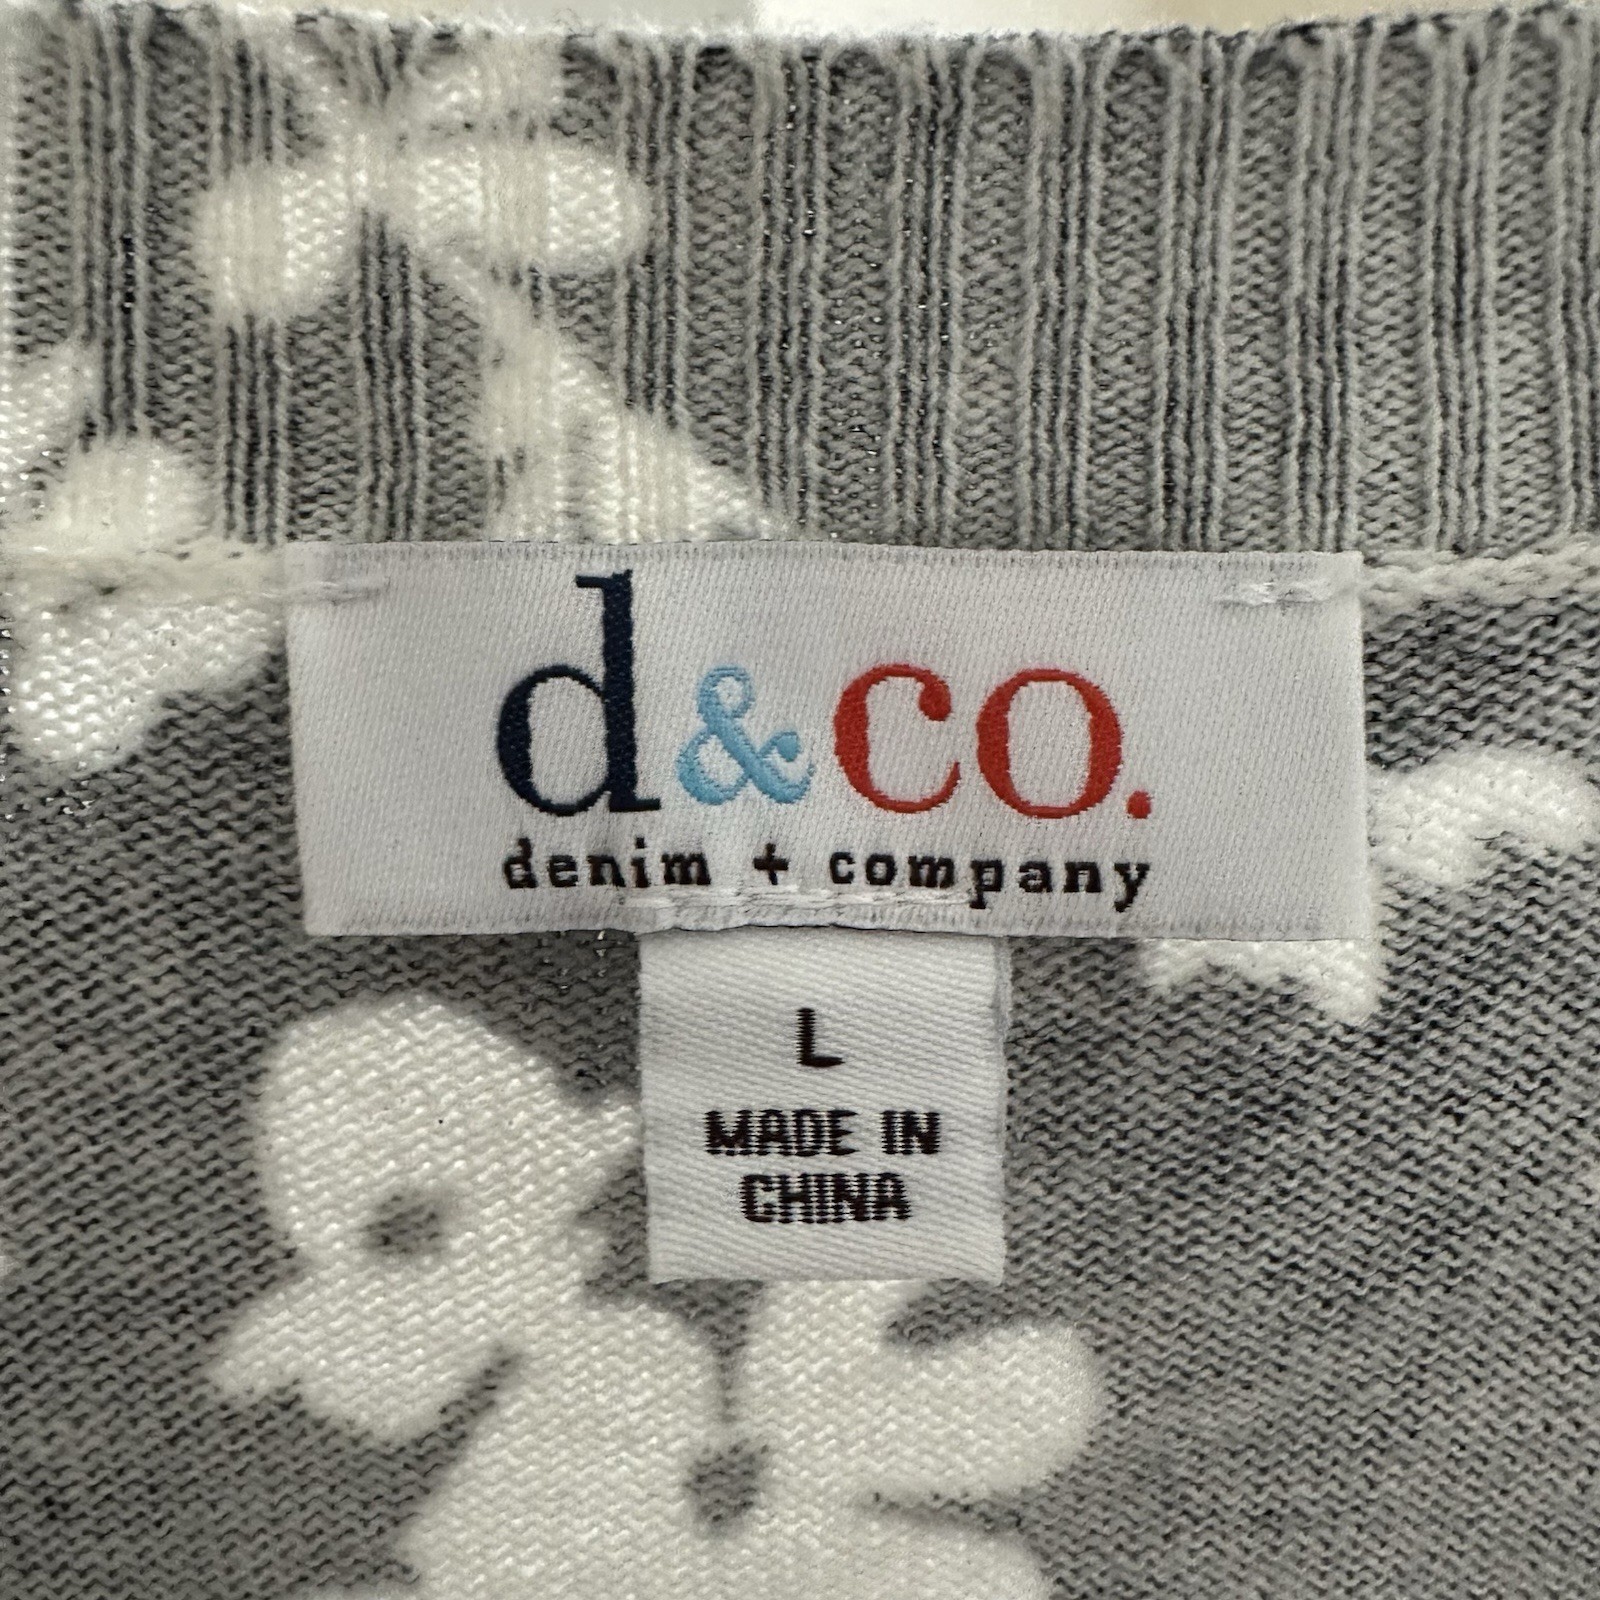 d&co.
denim + company
L
MADE IN
CHINA